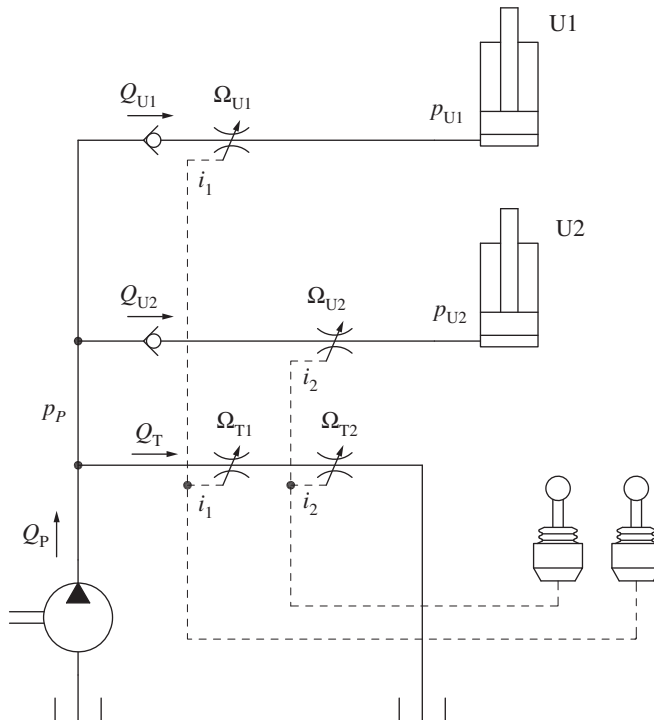 U1
Q_U1
Ω_U1
p_U1
i_1
U2
Q_U2
Ω_U2
p_U2
i_2
p_P
Q_T
Ω_T1
Ω_T2
i_1
i_2
Q_P